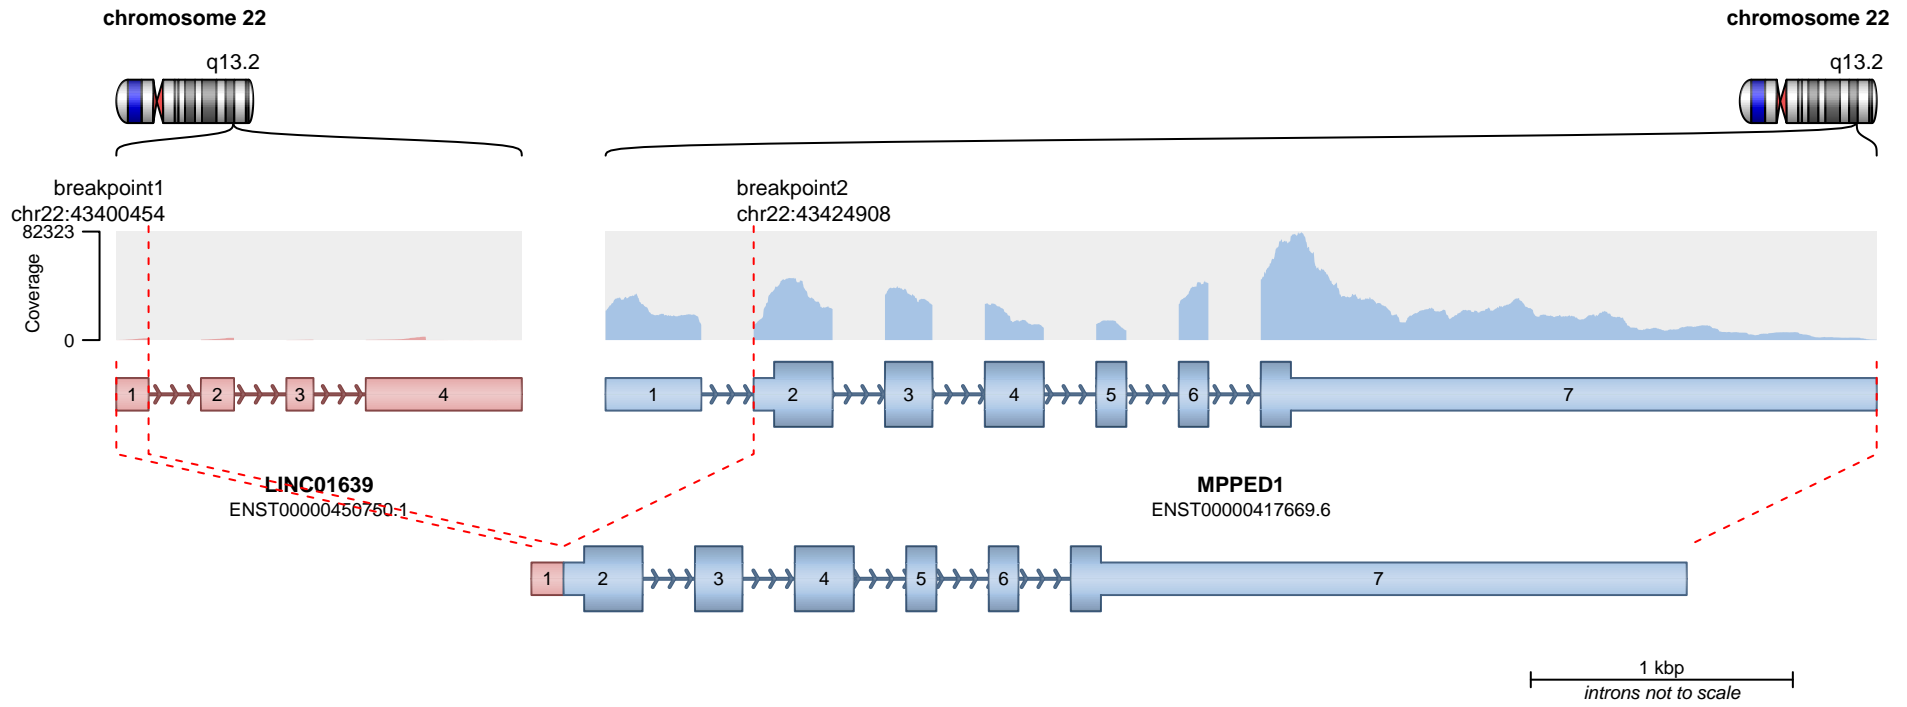 chromosome 22
chromosome 22
q13.2
q13.2
breakpoint1
chr22:43400454
breakpoint2
chr22:43424908
82323
Coverage
0
1 2 3 4
1 2 3 4 5 6 7
LINC01639
ENST00000450750.1
MPPED1
ENST00000417669.6
1 2 3 4 5 6 7
1 kbp
introns not to scale